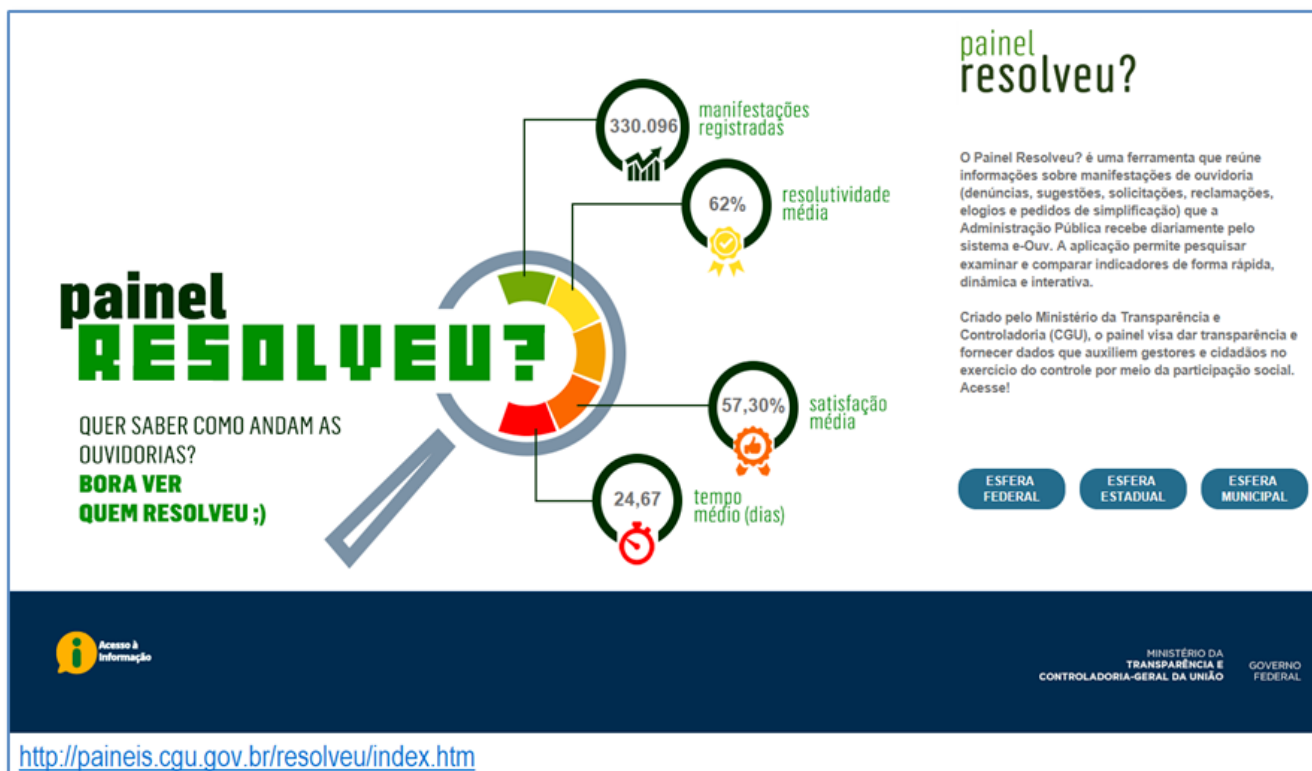 painel
RESOLVEU?
QUER SABER COMO ANDAM AS
OUVIDORIAS?
BORA VER
QUEM RESOLVEU ;)
330.096
manifestações
registradas
62%
resolutividade
média
57,30%
satisfação
média
24,67
tempo
médio (dias)
painel
resolveu?
O Painel Resolveu? é uma ferramenta que reúne
informações sobre manifestações de ouvidoria
(denúncias, sugestões, solicitações, reclamações,
elogios e pedidos de simplificação) que a
Administração Pública recebe diariamente pelo
sistema e-Ouv. A aplicação permite pesquisar
examinar e comparar indicadores de forma rápida,
dinâmica e interativa.
Criado pelo Ministério da Transparência e
Controladoria (CGU), o painel visa dar transparência e
fornecer dados que auxiliem gestores e cidadãos no
exercício do controle por meio da participação social.
Acesse!
ESFERA
FEDERAL
ESFERA
ESTADUAL
ESFERA
MUNICIPAL
i
Acesso à
Informação
MINISTÉRIO DA
TRANSPARÊNCIA E
CONTROLADORIA-GERAL DA UNIÃO
GOVERNO
FEDERAL
http://paineis.cgu.gov.br/resolveu/index.htm